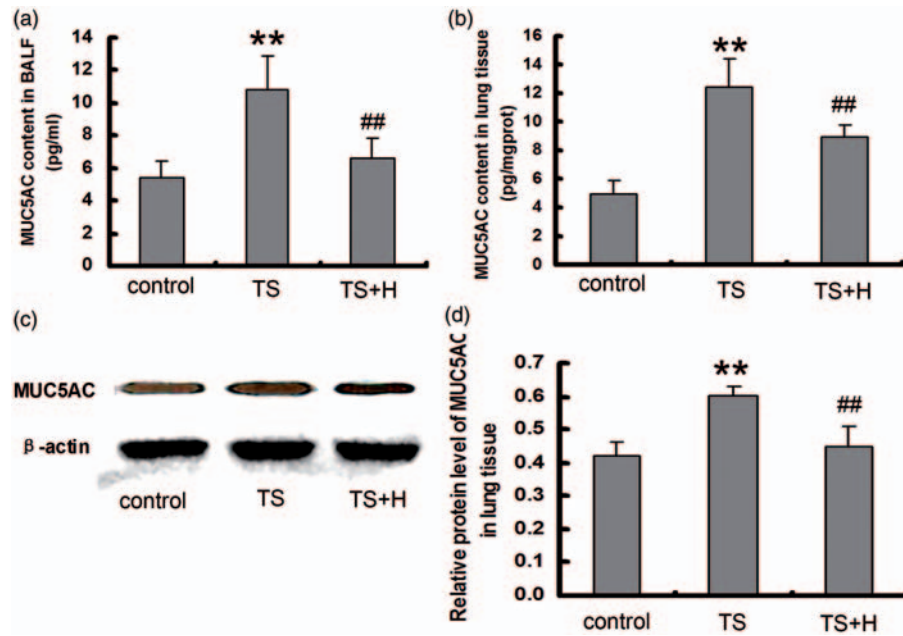 (a)
MUC5AC content in BALF
(pg/ml)
14
12
10
8
6
4
2
0
**
##
control
TS
TS+H
(b)
MUC5AC content in lung tissue
(pg/mgprot)
16
14
12
10
8
6
4
2
0
**
##
control
TS
TS+H
(c)
MUC5AC
β-actin
control
TS
TS+H
(d)
Relative protein level of MUC5AC
in lung tissue
0.7
0.6
0.5
0.4
0.3
0.2
0.1
0.0
**
##
control
TS
TS+H